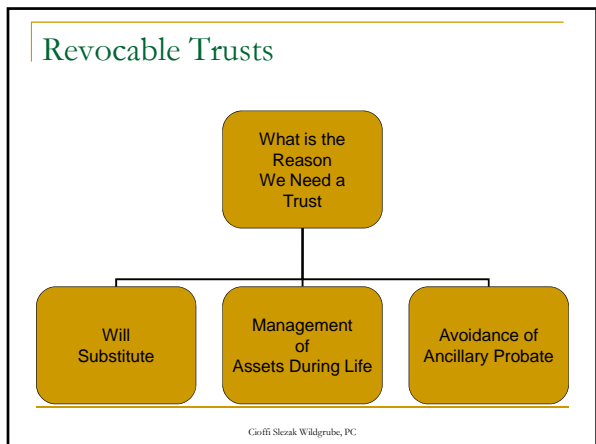 Revocable Trusts
What is the
Reason
We Need a
Trust
Will
Substitute
Management
of
Assets During Life
Avoidance of
Ancillary Probate
Cioffi Slezak Wildgrube, PC